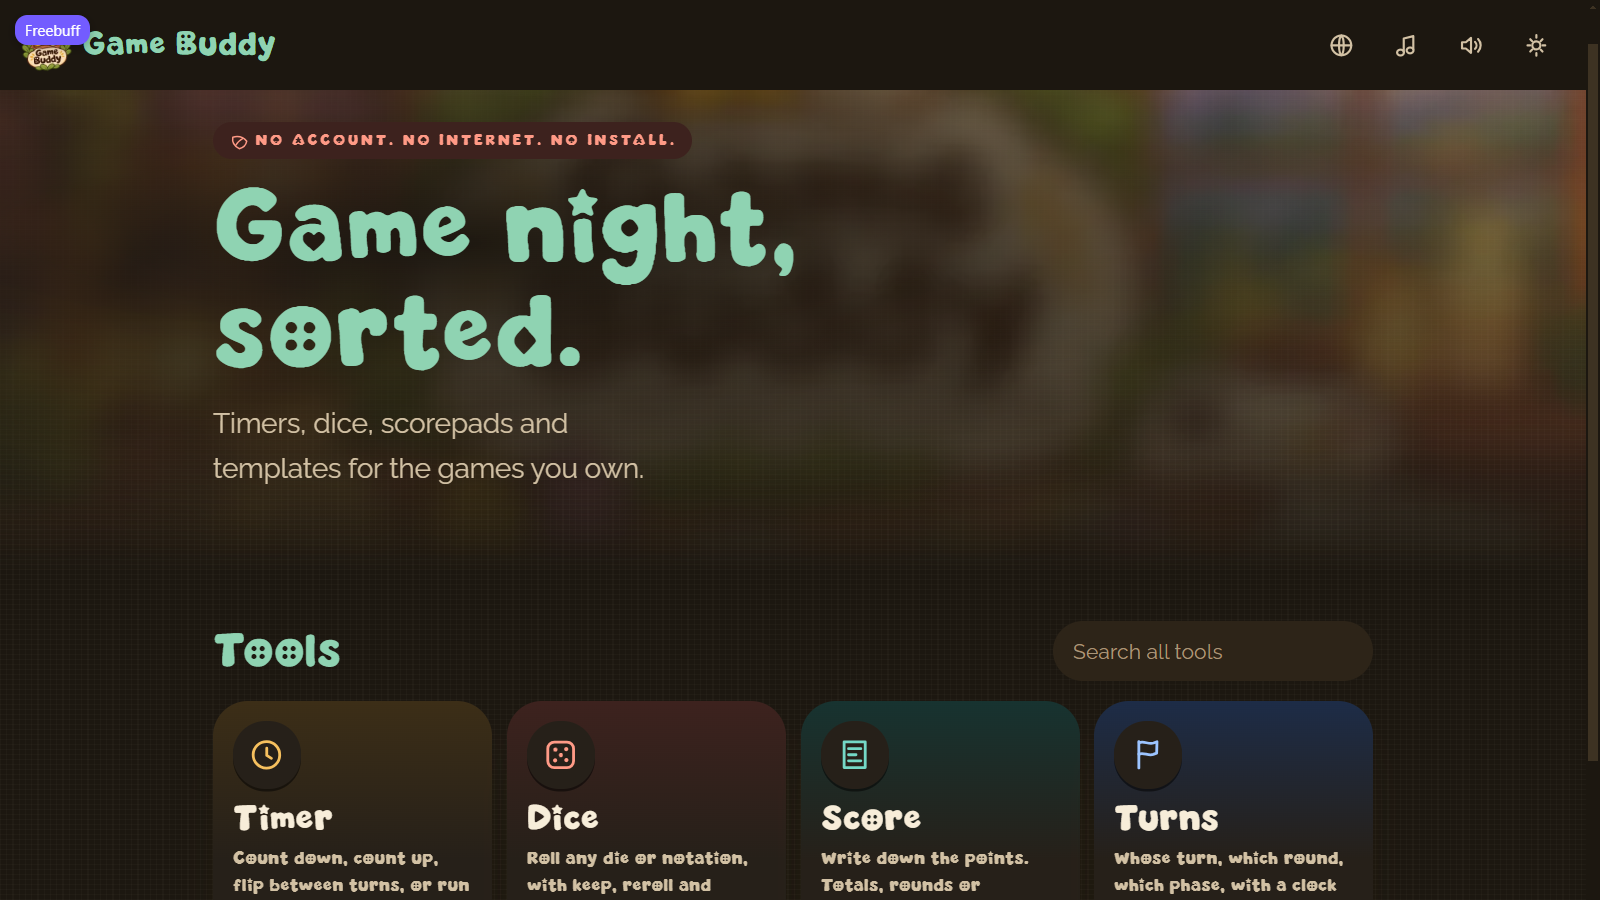 Freebuff
Game Buddy
Game Buddy
NO ACCOUNT. NO INTERNET. NO INSTALL.
Game night,
sorted.
Timers, dice, scorepads and
templates for the games you own.
Tools
Search all tools
Timer
Count down, count up,
flip between turns, or run
Dice
Roll any die or notation,
with keep, reroll and
Score
Write down the points.
Totals, rounds or
Turns
Whose turn, which round,
which phase, with a clock